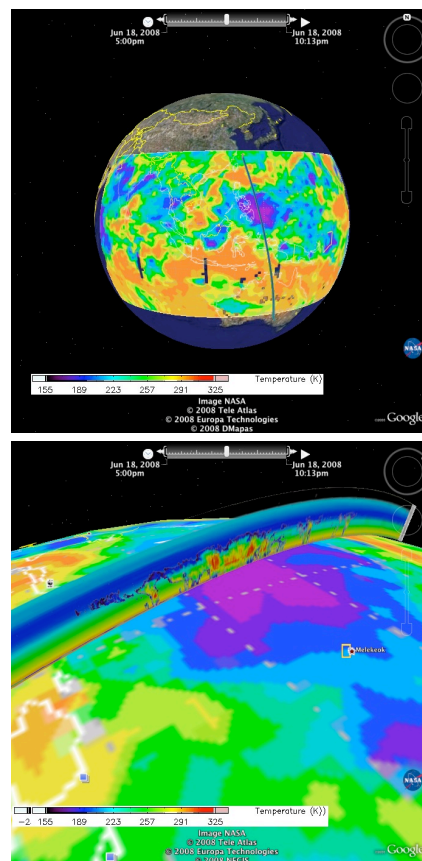 N
Jun 18, 2008 Jun 18, 2008
5:00pm 10:13pm
NASA
155 189 223 257 291 325 Temperature (K)
Image NASA
© 2008 Tele Atlas
© 2008 Europa Technologies
© 2008 DMapas
Google
Jun 18, 2008 Jun 18, 2008
5:00pm 10:13pm
Melekeok
NASA
155 189 223 257 291 325 Temperature (K))
Image NASA
© 2008 Tele Atlas
© 2008 Europa Technologies
Google